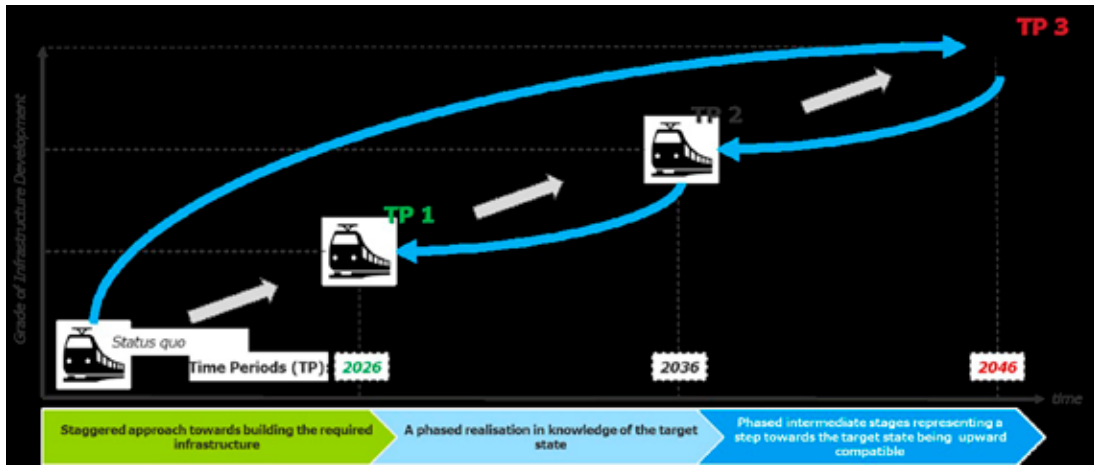 TP 3
Grade of Infrastructure Development
TP 2
TP 1
Status quo
Time Periods (TP):
2026
2036
2046
time
Staggered approach towards building the required
infrastructure
A phased realisation in knowledge of the target
state
Phased intermediate stages representing a
step towards the target state being upward
compatible